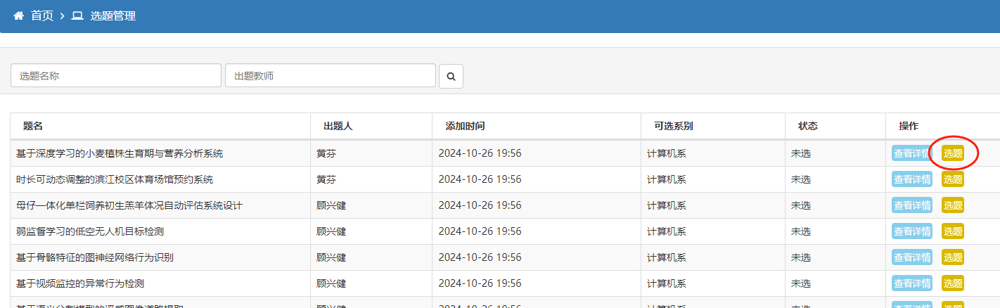 首页 > 选题管理
选题名称 出题教师
题名 出题人 添加时间 可选系别 状态 操作
基于深度学习的小麦植株生育期与营养分析系统 黄芬 2024-10-26 19:56 计算机系 未选 查看详情 选题
时长可动态调整的滨江校区体育场馆预约系统 黄芬 2024-10-26 19:56 计算机系 未选 查看详情 选题
母仔一体化单栏饲养初生羔羊体况自动评估系统设计 顾兴健 2024-10-26 19:56 计算机系 未选 查看详情 选题
弱监督学习的低空无人机目标检测 顾兴健 2024-10-26 19:56 计算机系 未选 查看详情 选题
基于骨骼特征的图神经网络行为识别 顾兴健 2024-10-26 19:56 计算机系 未选 查看详情 选题
基于视频监控的异常行为检测 顾兴健 2024-10-26 19:56 计算机系 未选 查看详情 选题